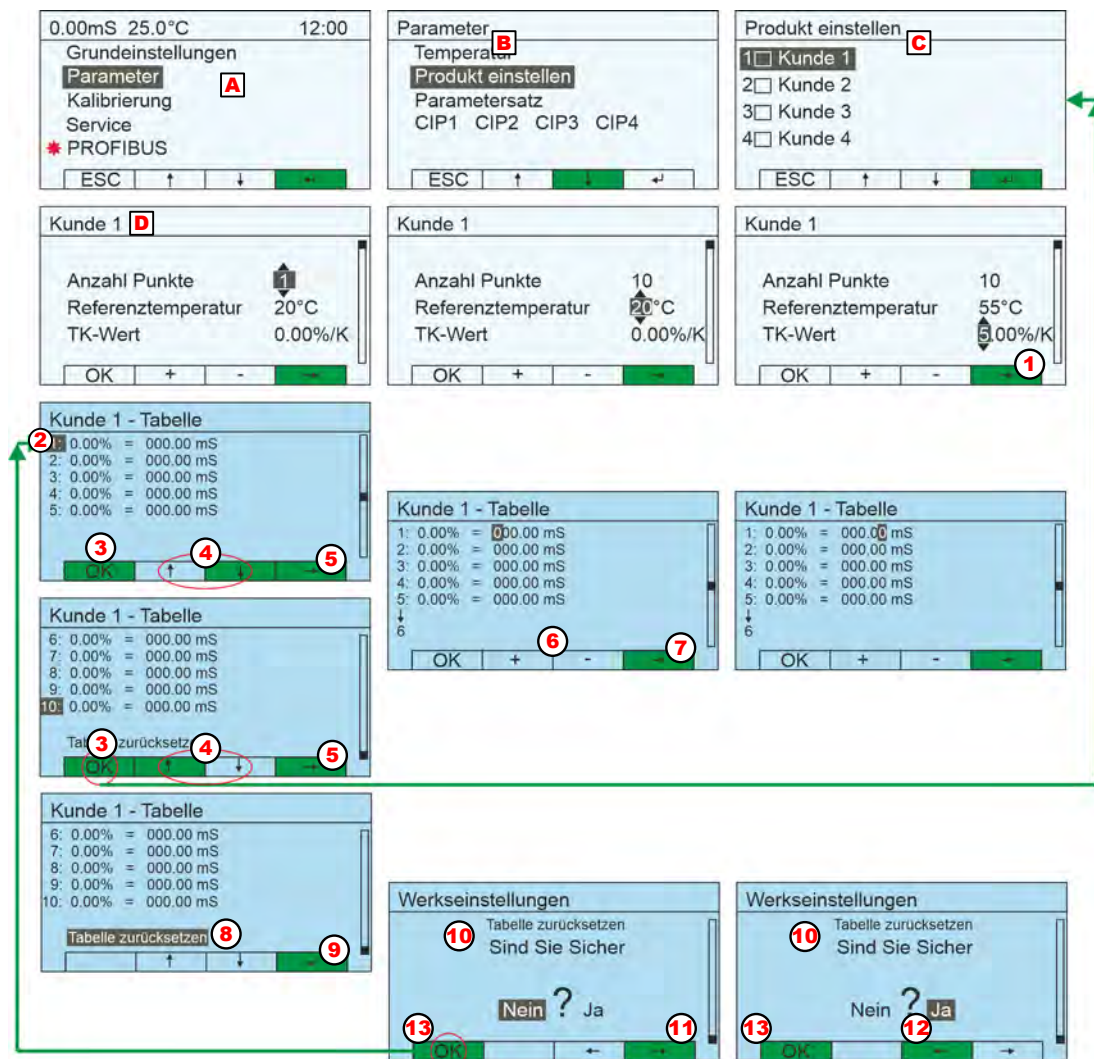 0.00mS 25.0°C 12:00
Grundeinstellungen
Parameter
A
Kalibrierung
Service
PROFIBUS
ESC ↑ ↓ ↵
Parameter
B
Temperatur
Produkt einstellen
Parametersatz
CIP1 CIP2 CIP3 CIP4
ESC ↑ ↓ ↵
Produkt einstellen
C
1 Kunde 1
2 Kunde 2
3 Kunde 3
4 Kunde 4
ESC ↑ ↓ ↵
Kunde 1 D
Anzahl Punkte 1
Referenztemperatur 20°C
TK-Wert 0.00%/K
OK + - →
Kunde 1
Anzahl Punkte 10
Referenztemperatur 20°C
TK-Wert 0.00%/K
OK + - →
Kunde 1
Anzahl Punkte 10
Referenztemperatur 55°C
TK-Wert 5.00%/K
1
OK + - →
Kunde 1 - Tabelle
2
1: 0.00% = 000.00 mS
2: 0.00% = 000.00 mS
3: 0.00% = 000.00 mS
4: 0.00% = 000.00 mS
5: 0.00% = 000.00 mS
3 4 5
OK ↑ ↓ →
Kunde 1 - Tabelle
1: 0.00% = 000.00 mS
2: 0.00% = 000.00 mS
3: 0.00% = 000.00 mS
4: 0.00% = 000.00 mS
5: 0.00% = 000.00 mS
↓
6
6 7
OK + - →
Kunde 1 - Tabelle
1: 0.00% = 000.00 mS
2: 0.00% = 000.00 mS
3: 0.00% = 000.00 mS
4: 0.00% = 000.00 mS
5: 0.00% = 000.00 mS
↓
6
OK + - →
Kunde 1 - Tabelle
6: 0.00% = 000.00 mS
7: 0.00% = 000.00 mS
8: 0.00% = 000.00 mS
9: 0.00% = 000.00 mS
10: 0.00% = 000.00 mS
Tabelle zurücksetzen
3 4 5
OK ↑ ↓ →
Kunde 1 - Tabelle
6: 0.00% = 000.00 mS
7: 0.00% = 000.00 mS
8: 0.00% = 000.00 mS
9: 0.00% = 000.00 mS
10: 0.00% = 000.00 mS
Tabelle zurücksetzen 8
9
↑ ↓ →
Werkseinstellungen
10 Tabelle zurücksetzen
Sind Sie Sicher
Nein ? Ja
13 11
OK ← →
Werkseinstellungen
10 Tabelle zurücksetzen
Sind Sie Sicher
Nein ? Ja
13 12
OK ← →